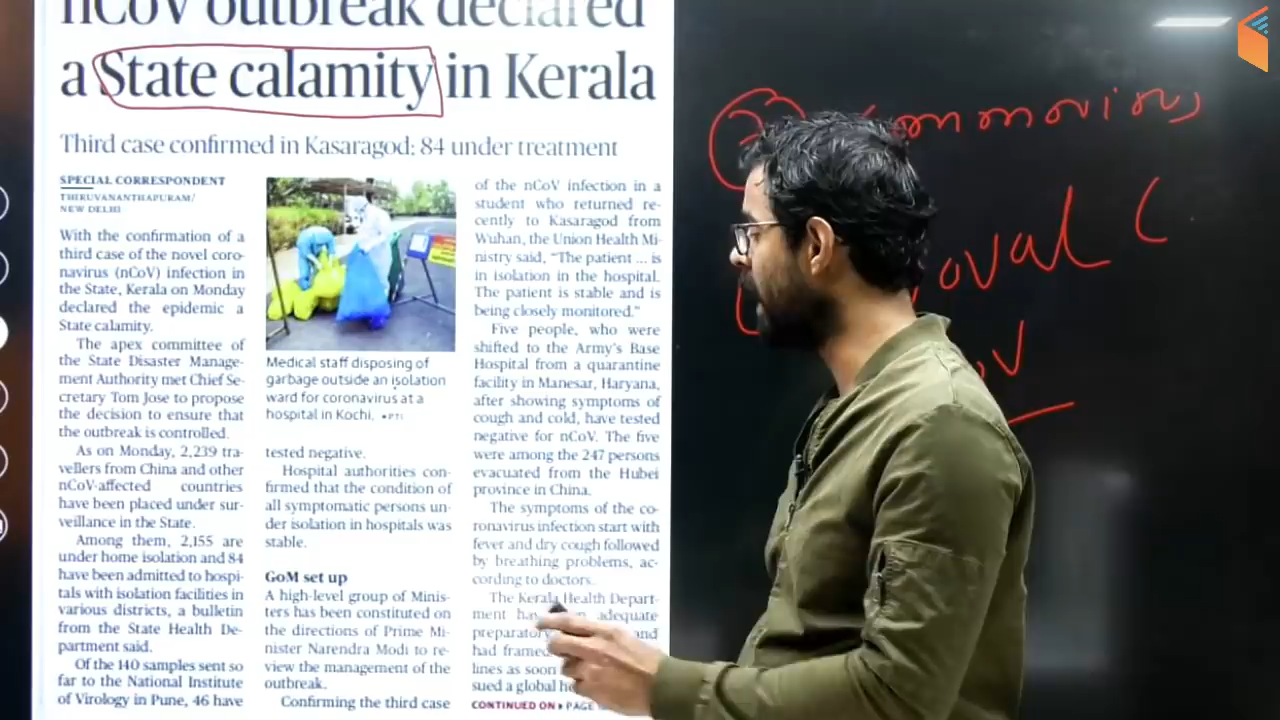 nCoV outbreak declared
a State calamity in Kerala
Third case confirmed in Kasaragod: 84 under treatment
SPECIAL CORRESPONDENT
THIRUVANANTHAPURAM/
NEW DELHI
With the confirmation of a
third case of the novel coro-
navirus (nCoV) infection in
the State, Kerala on Monday
declared the epidemic a
State calamity.
The apex committee of
the State Disaster Manage-
ment Authority met Chief Se-
cretary Tom Jose to propose
the decision to ensure that
the outbreak is controlled.
As on Monday, 2,239 tra-
vellers from China and other
nCoV-affected countries
have been placed under sur-
veillance in the State.
Among them, 2,155 are
under home isolation and 84
have been admitted to hospi-
tals with isolation facilities in
various districts, a bulletin
from the State Health De-
partment said.
Of the 140 samples sent so
far to the National Institute
of Virology in Pune, 46 have
Medical staff disposing of
garbage outside an isolation
ward for coronavirus at a
hospital in Kochi. •PTI
tested negative.
Hospital authorities con-
firmed that the condition of
all symptomatic persons un-
der isolation in hospitals was
stable.
GoM set up
A high-level group of Minis-
ters has been constituted on
the directions of Prime Mi-
nister Narendra Modi to re-
view the management of the
outbreak.
Confirming the third case
of the nCoV infection in a
student who returned re-
cently to Kasaragod from
Wuhan, the Union Health Mi-
nistry said, “The patient ... is
in isolation in the hospital.
The patient is stable and is
being closely monitored.”
Five people, who were
shifted to the Army’s Base
Hospital from a quarantine
facility in Manesar, Haryana,
after showing symptoms of
cough and cold, have tested
negative for nCoV. The five
were among the 247 persons
evacuated from the Hubei
province in China.
The symptoms of the co-
ronavirus infection start with
fever and dry cough followed
by breathing problems, ac-
cording to doctors.
The Kerala Health Depart-
ment adequate
and
had framed
lines as soon
sued a global
CONTINUED ON PAGE
oval (